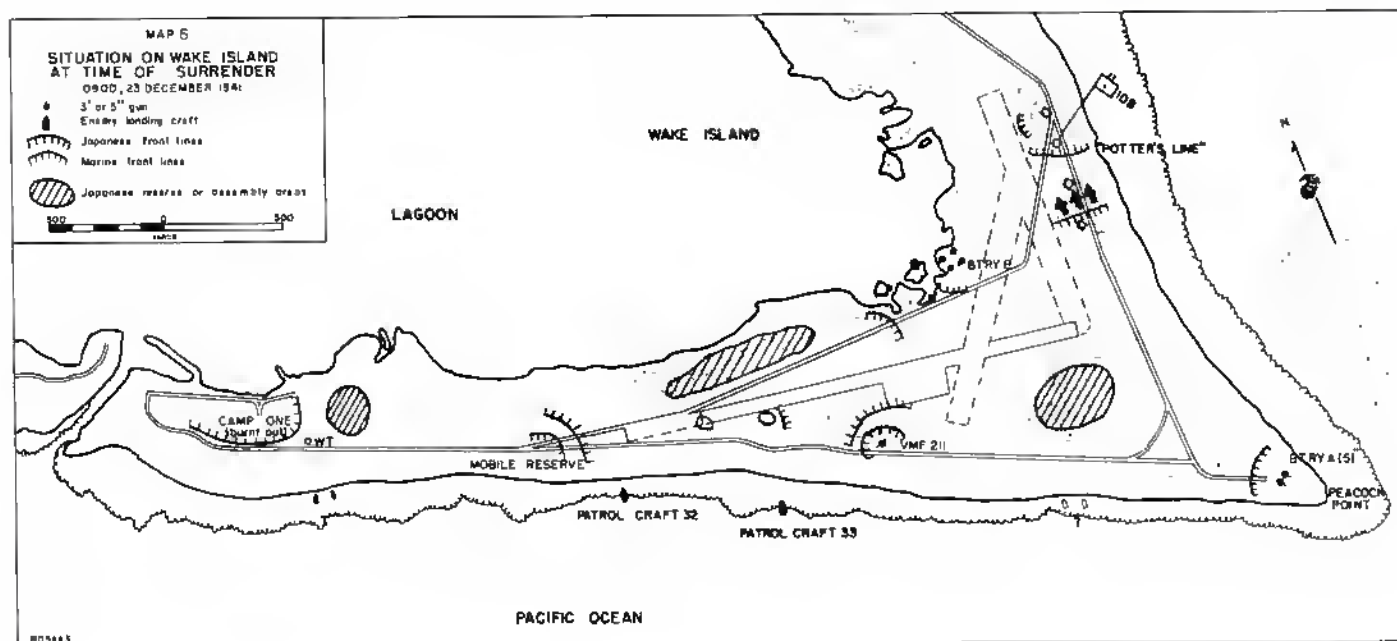 MAP 6
SITUATION ON WAKE ISLAND
AT TIME OF SURRENDER
0900, 23 DECEMBER 1941
3" or 5" gun
Enemy landing craft
Japanese front lines
Marine front lines
Japanese reserve or assembly areas
500 0 500
WAKE ISLAND
LAGOON
"POTTER'S LINE"
N
BTRY E
CAMP ONE
(burnt out)
WT
MOBILE RESERVE
VMF 211
BTRY A (5")
PEACOCK
POINT
PATROL CRAFT 32
PATROL CRAFT 33
?
PACIFIC OCEAN